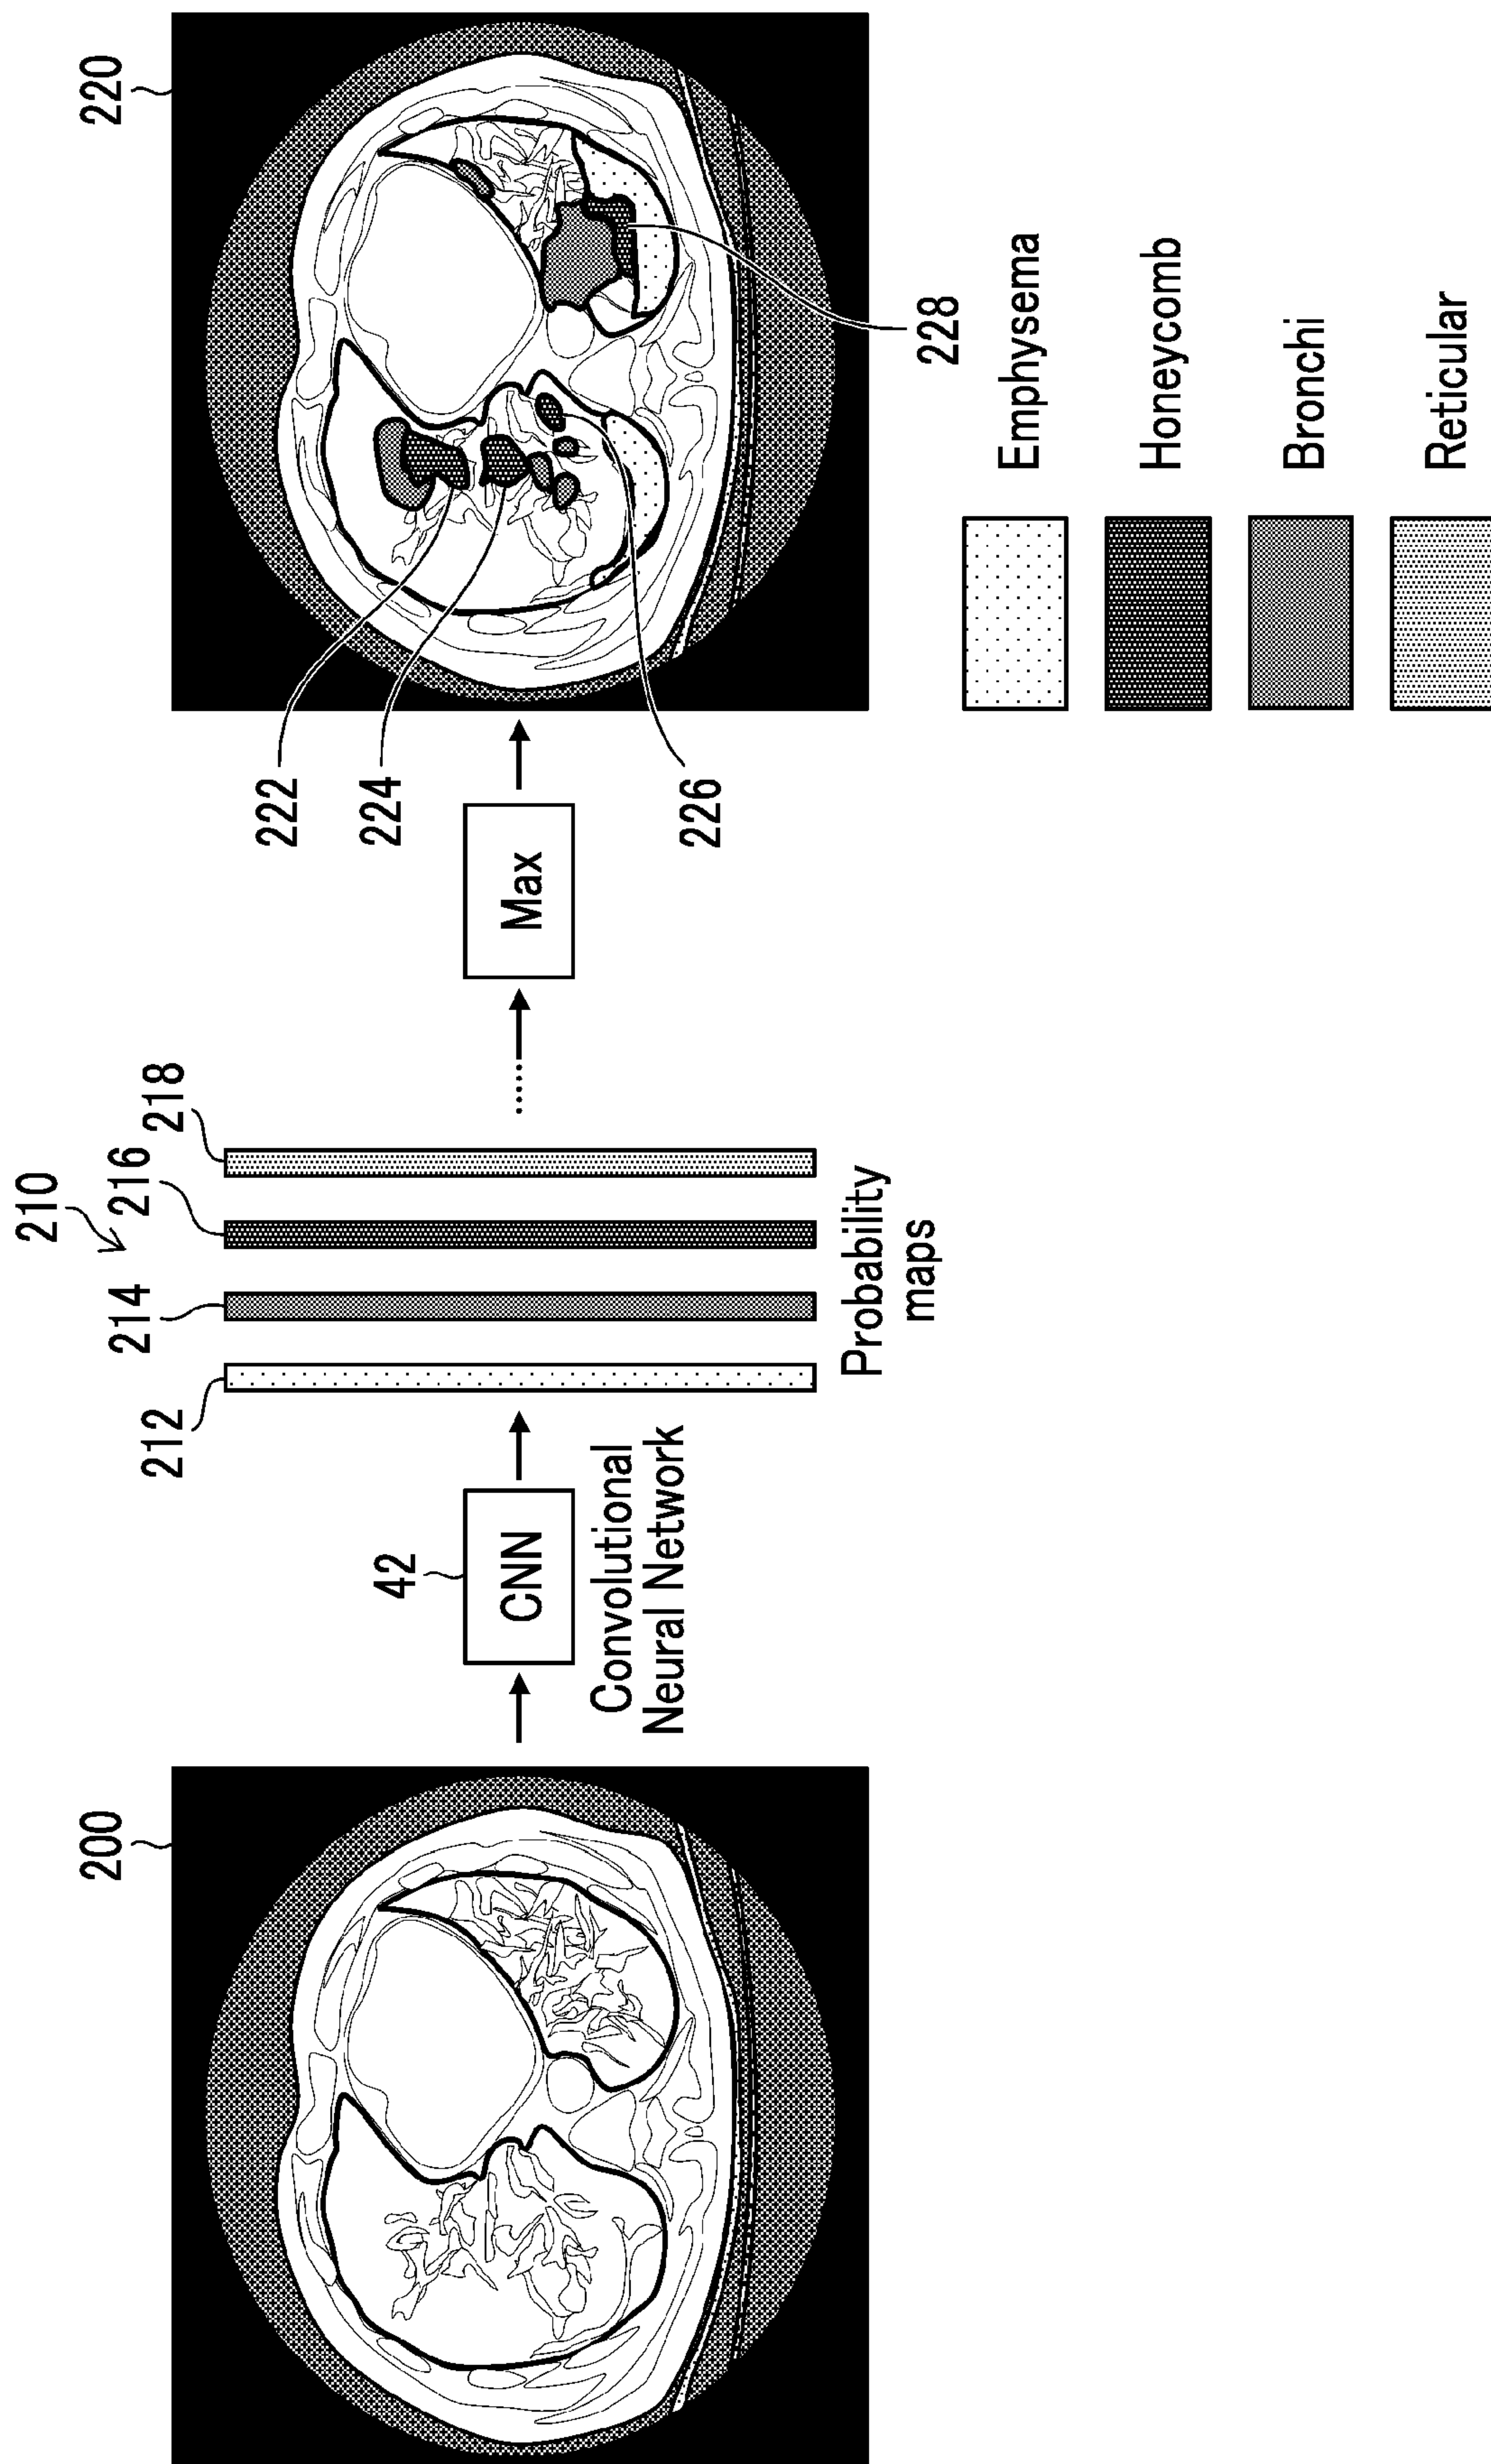 200
42
CNN
Convolutional
Neural Network
210
212
214
216
218
Probability
maps
Max
220
222
224
226
228
Emphysema
Honeycomb
Bronchi
Reticular